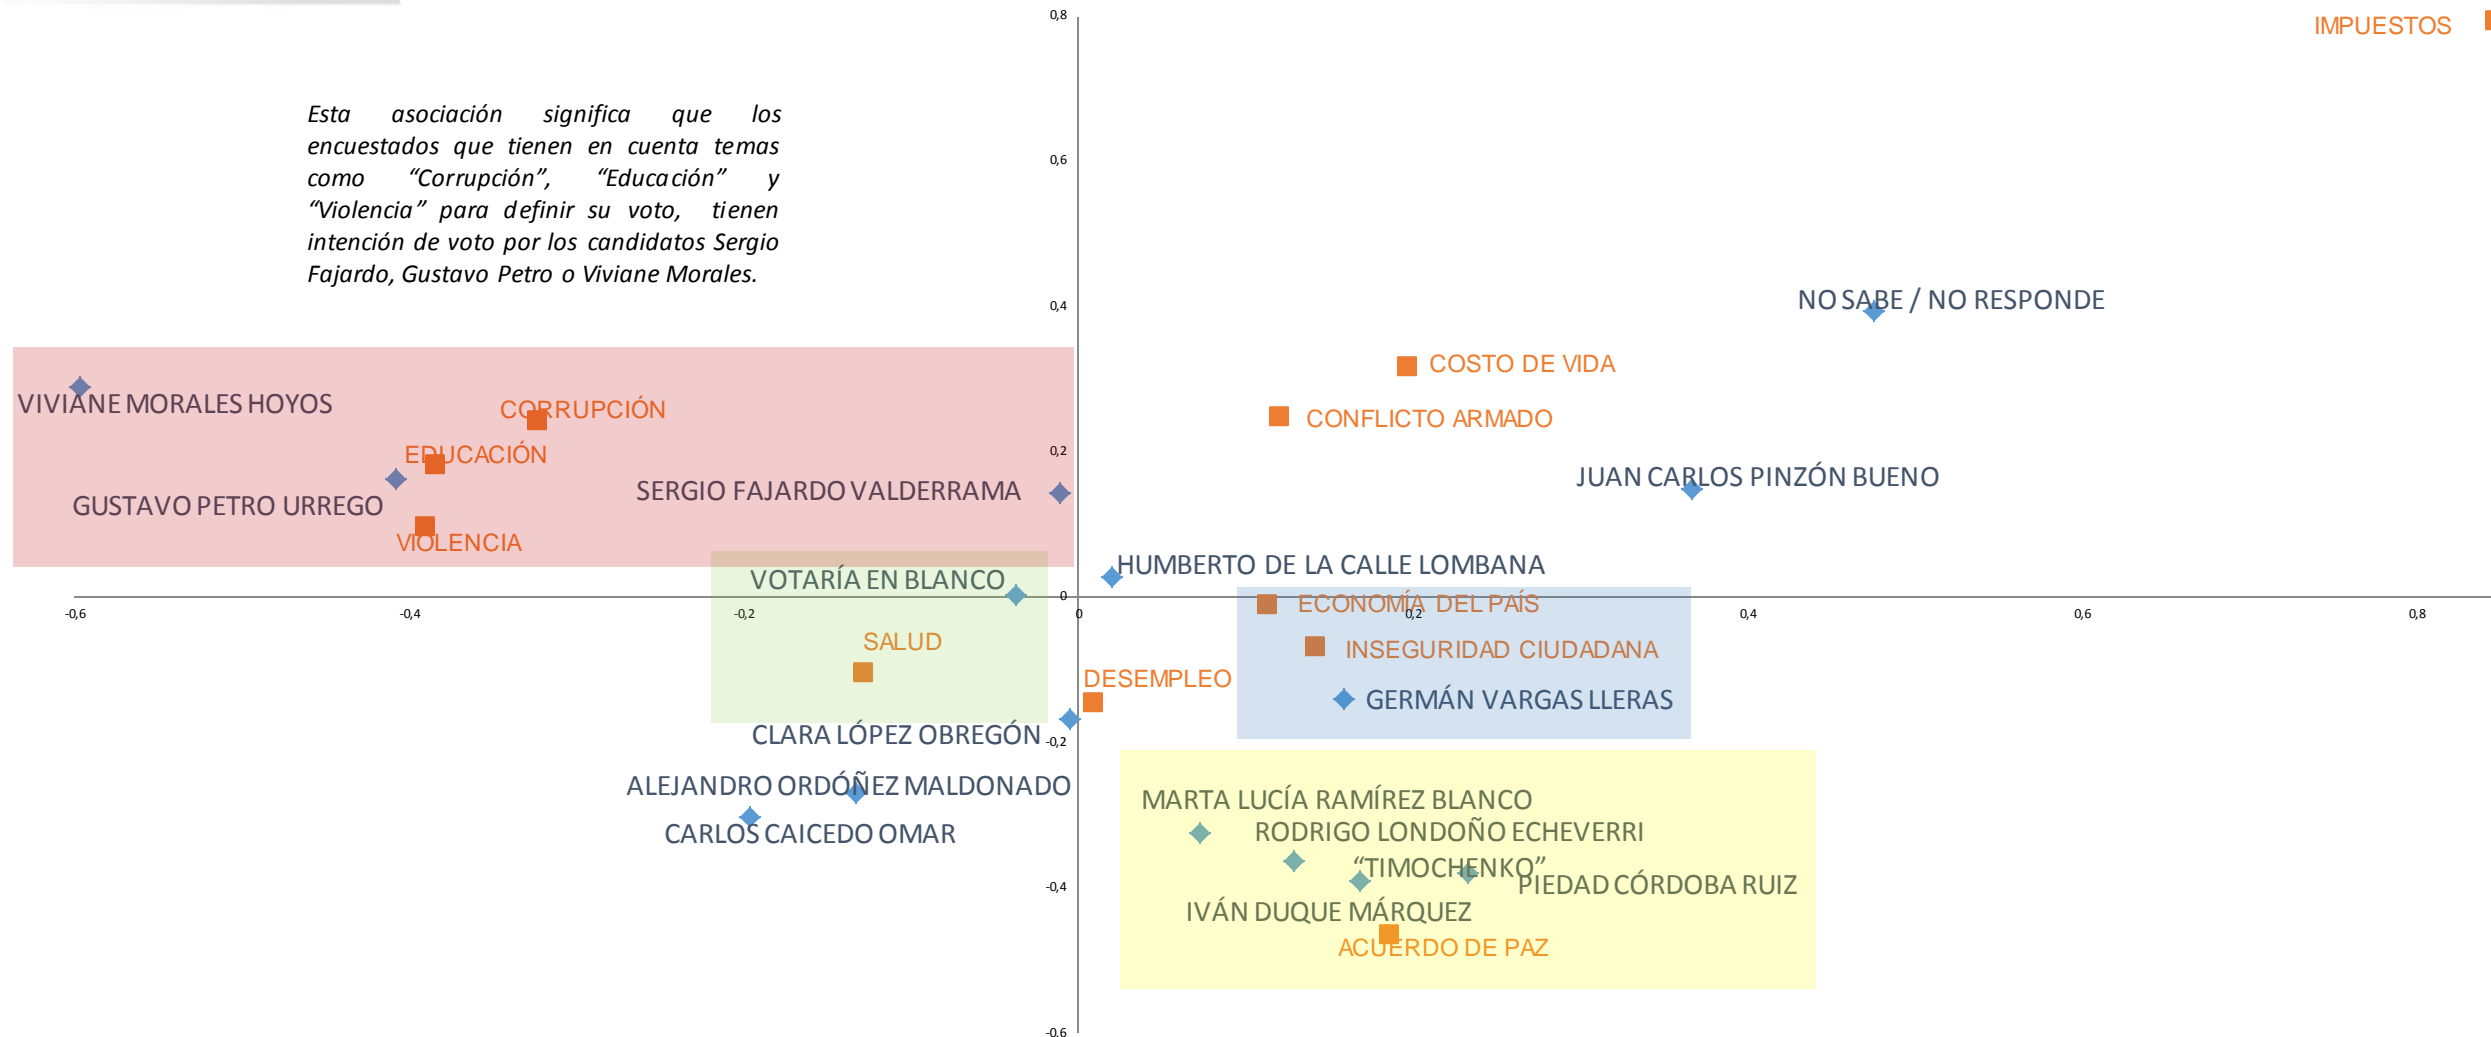 0,8
IMPUESTOS
Esta asociación significa que los
encuestados que tienen en cuenta temas
como “Corrupción”, “Educación” y
“Violencia” para definir su voto, tienen
intención de voto por los candidatos Sergio
Fajardo, Gustavo Petro o Viviane Morales.
0,6
0,4
NO SABE / NO RESPONDE
COSTO DE VIDA
VIVIANE MORALES HOYOS
CORRUPCIÓN
CONFLICTO ARMADO
EDUCACIÓN
0,2
JUAN CARLOS PINZÓN BUENO
SERGIO FAJARDO VALDERRAMA
GUSTAVO PETRO URREGO
VIOLENCIA
HUMBERTO DE LA CALLE LOMBANA
VOTARÍA EN BLANCO
0
ECONOMÍA DEL PAÍS
-0,6
-0,4
-0,2
0
0,2
0,4
0,6
0,8
SALUD
INSEGURIDAD CIUDADANA
DESEMPLEO
GERMÁN VARGAS LLERAS
CLARA LÓPEZ OBREGÓN
-0,2
ALEJANDRO ORDÓÑEZ MALDONADO
MARTA LUCÍA RAMÍREZ BLANCO
CARLOS CAICEDO OMAR
RODRIGO LONDOÑO ECHEVERRI
“TIMOCHENKO”
-0,4
PIEDAD CÓRDOBA RUIZ
IVÁN DUQUE MÁRQUEZ
ACUERDO DE PAZ
-0,6